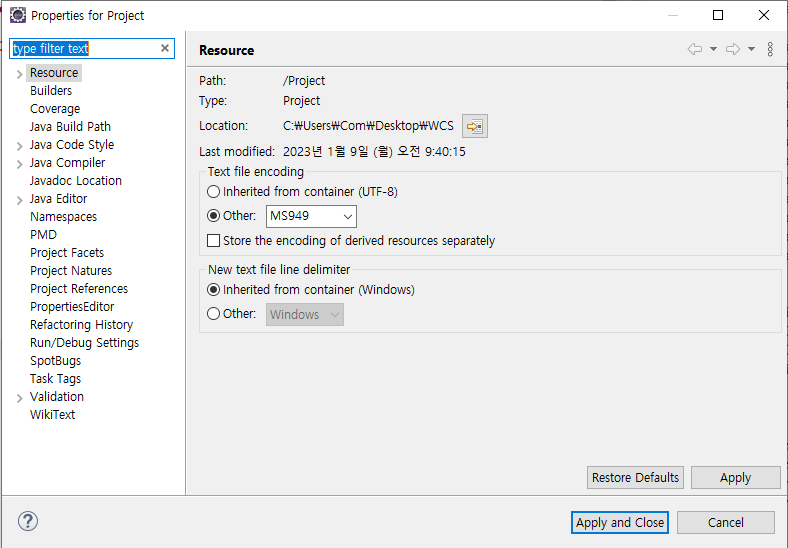 Properties for Project
type filter text
Resource
Builders
Coverage
Java Build Path
Java Code Style
Java Compiler
Javadoc Location
Java Editor
Namespaces
PMD
Project Facets
Project Natures
Project References
PropertiesEditor
Refactoring History
Run/Debug Settings
SpotBugs
Task Tags
Validation
WikiText
Resource
Path: /Project
Type: Project
Location: C:₩Users₩Com₩Desktop₩WCS
Last modified: 2023년 1월 9일 (월) 오전 9:40:15
Text file encoding
Inherited from container (UTF-8)
Other: MS949
Store the encoding of derived resources separately
New text file line delimiter
Inherited from container (Windows)
Other: Windows
Restore Defaults Apply
Apply and Close Cancel